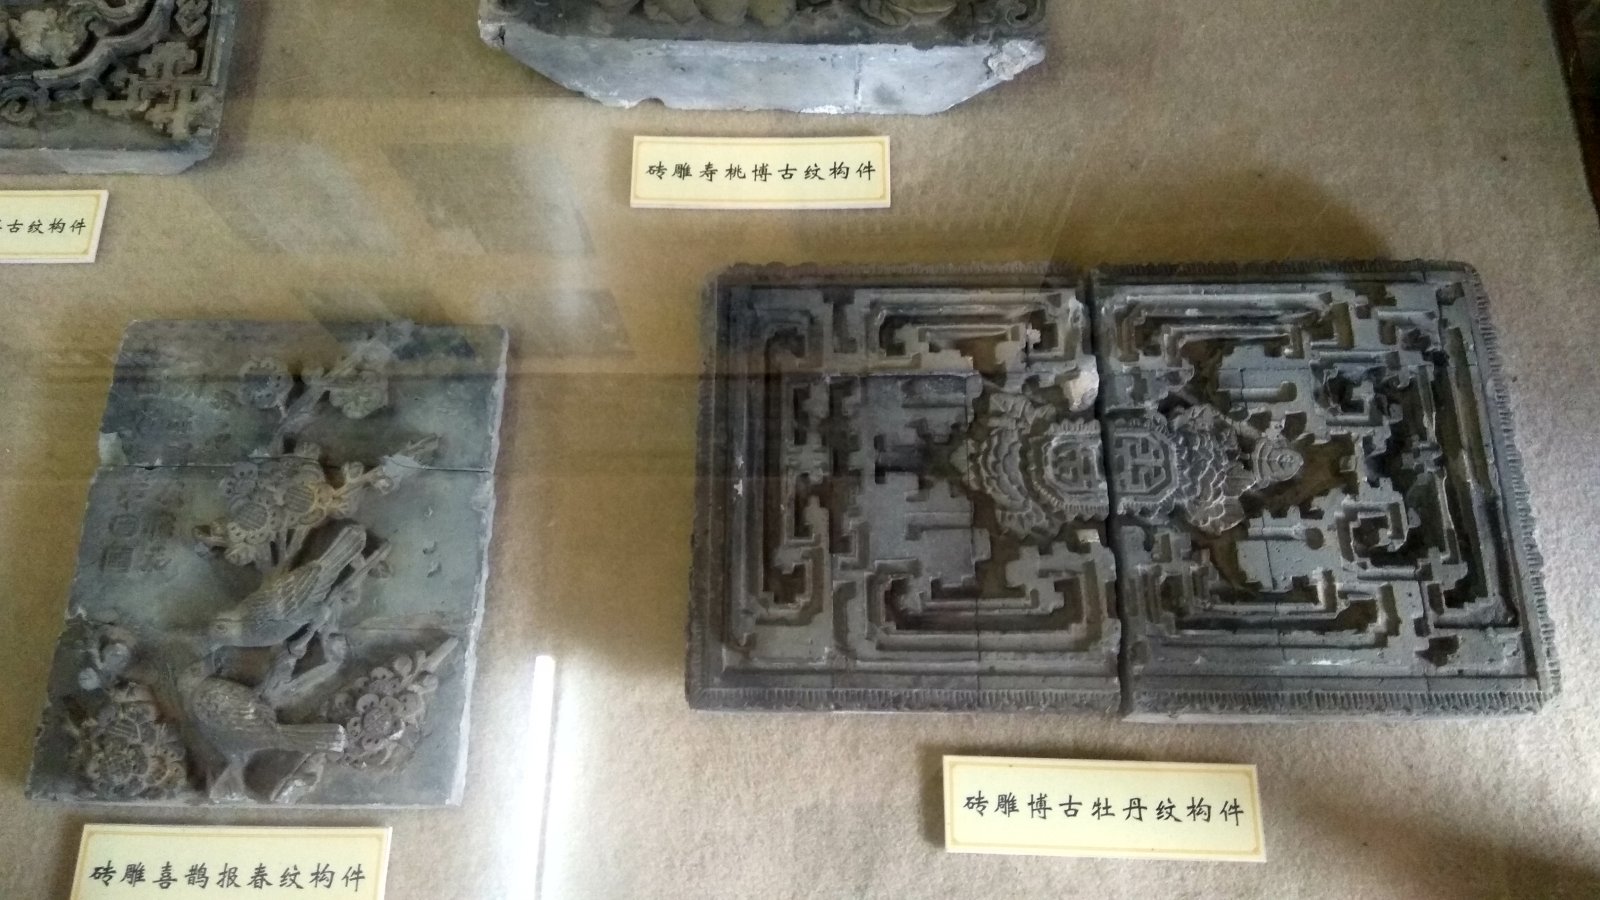 砖雕寿桃博古纹构件
古纹构件
砖雕博古牡丹纹构件
砖雕喜鹊报春纹构件